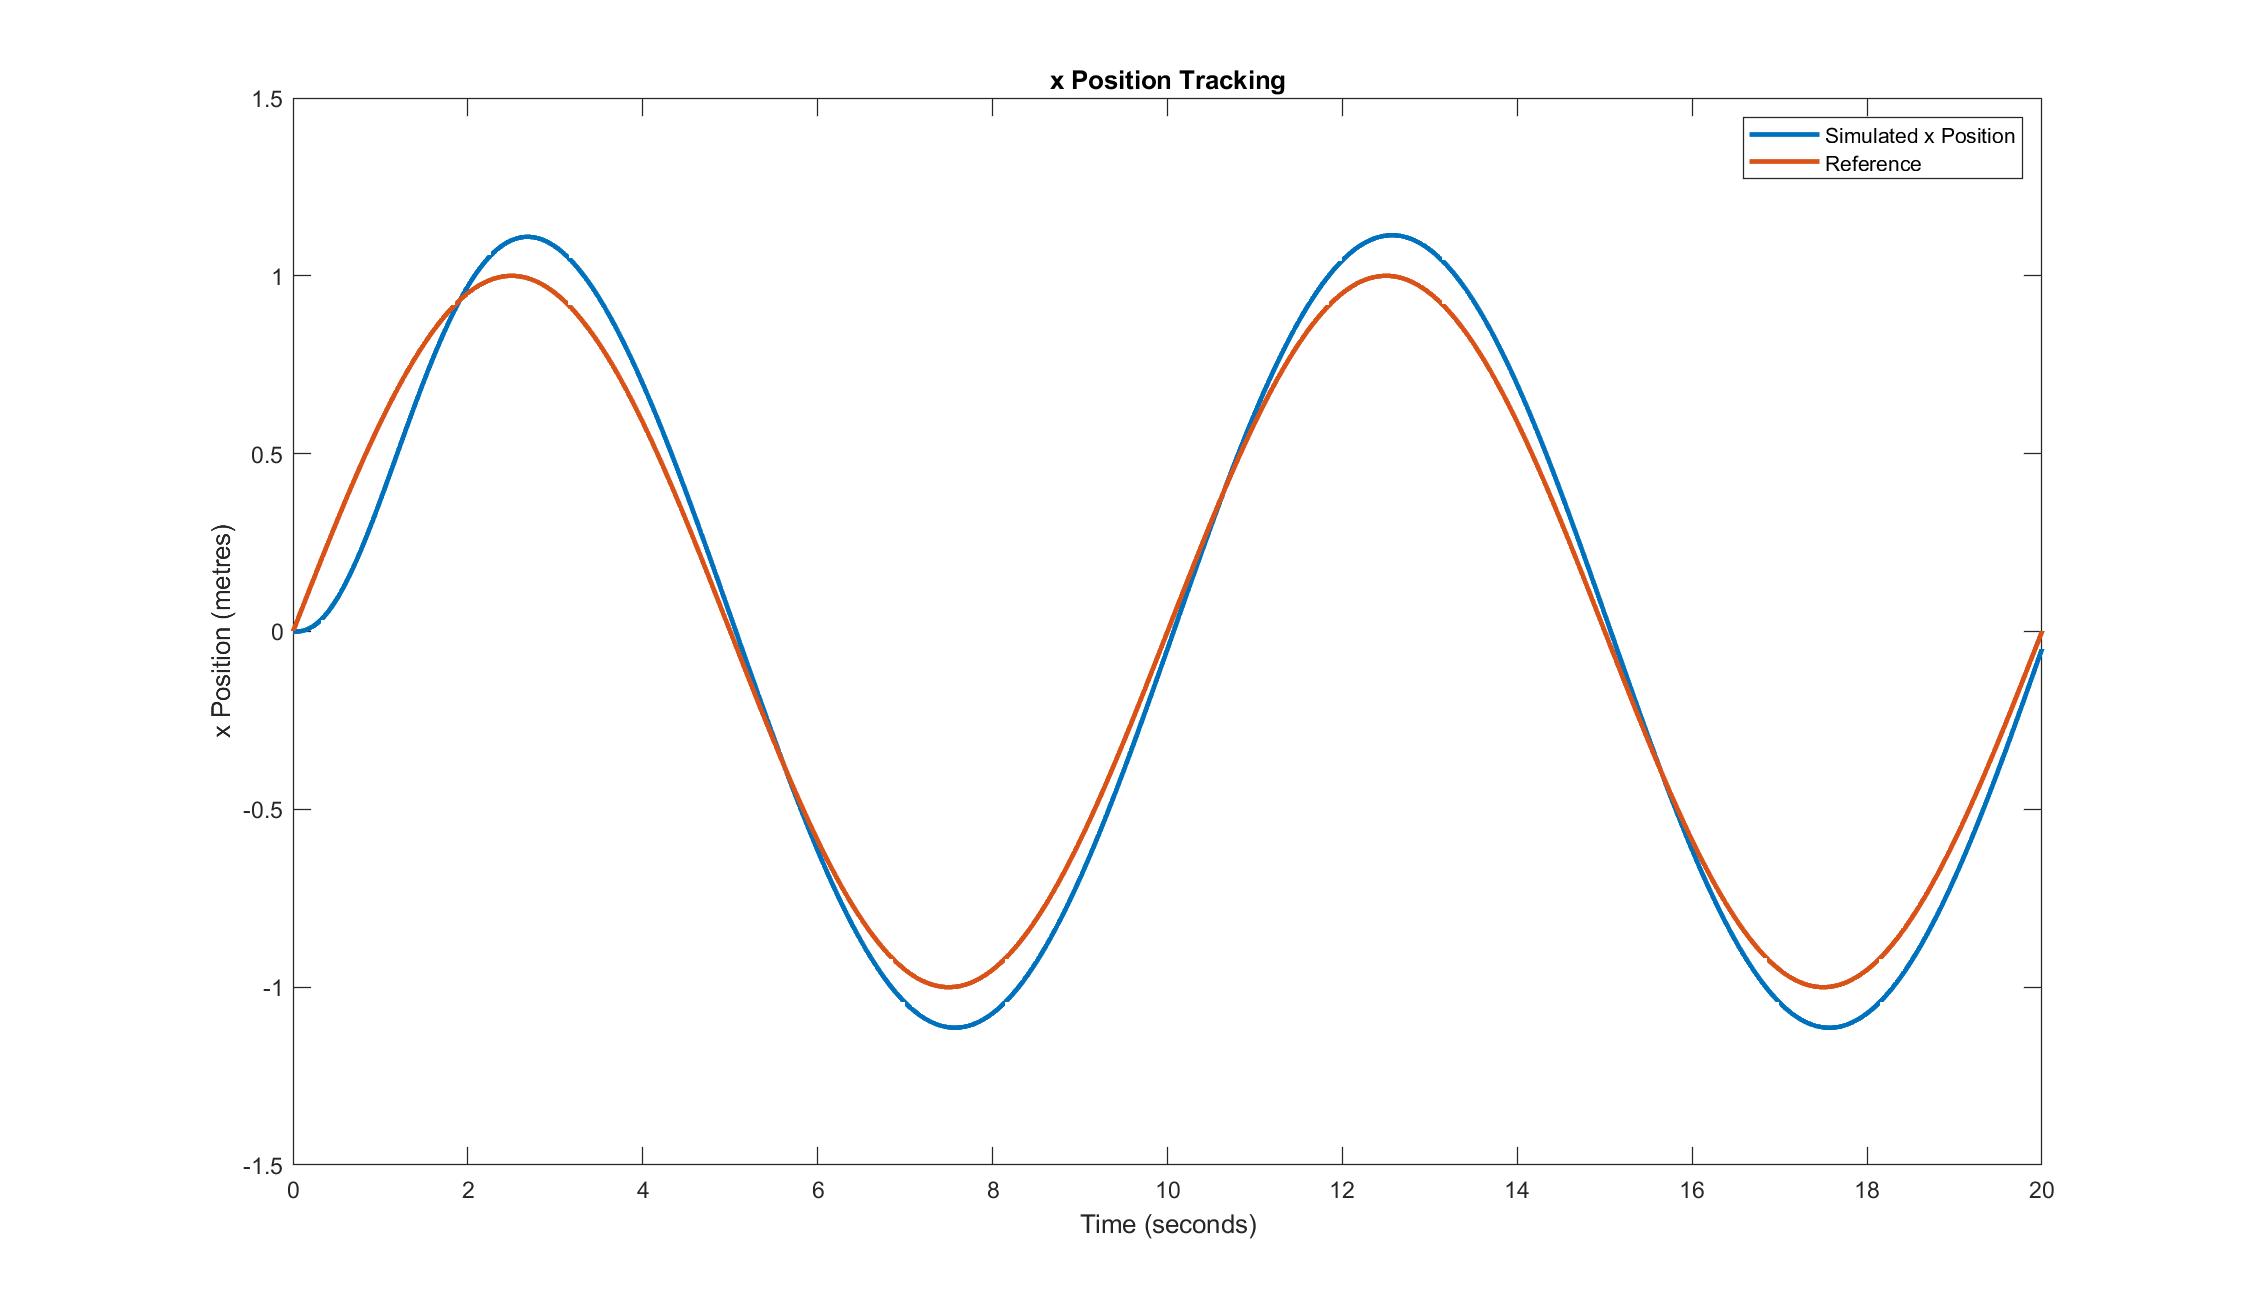 x Position Tracking
Simulated x Position
Reference
1.5
1
0.5
0
-0.5
-1
-1.5
x Position (metres)
0 2 4 6 8 10 12 14 16 18 20
Time (seconds)